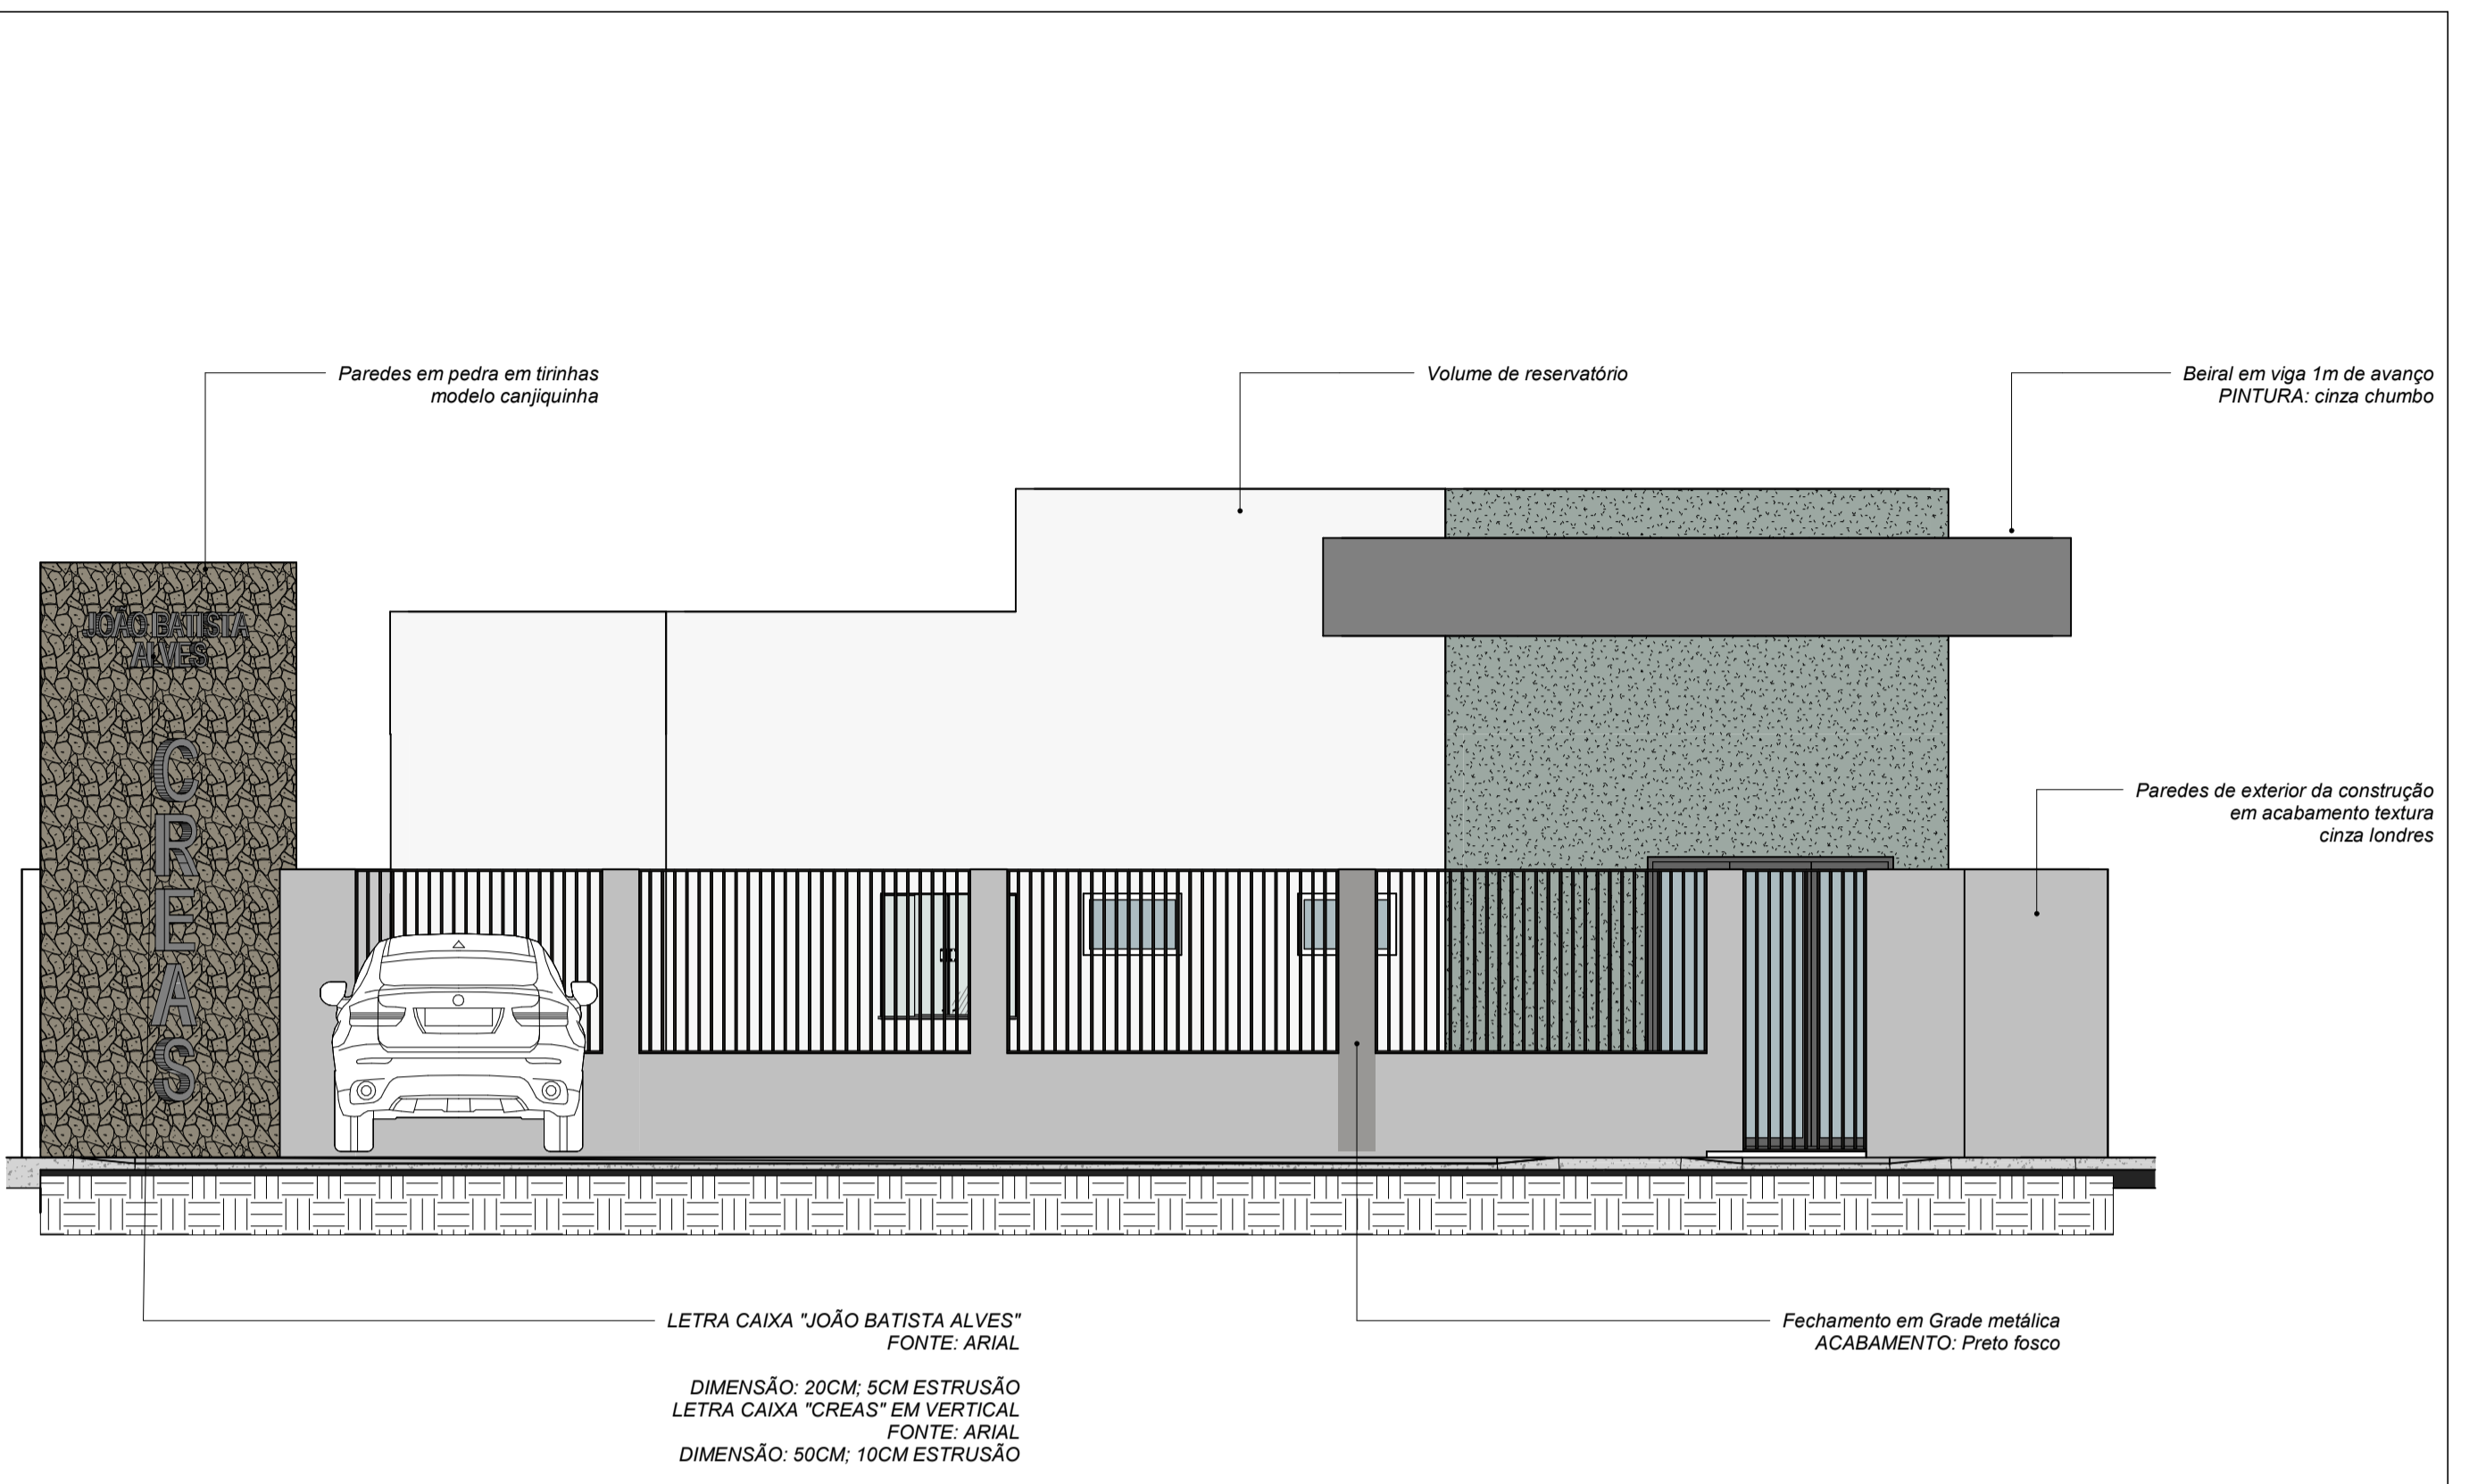 Paredes em pedra em tirinhas
modelo canjiquinha
Volume de reservatório
Beiral em viga 1m de avanço
PINTURA: cinza chumbo
JOÃO BATISTA
ALVES
CREAS
Paredes de exterior da construção
em acabamento textura
cinza londres
LETRA CAIXA "JOÃO BATISTA ALVES"
FONTE: ARIAL
DIMENSÃO: 20CM; 5CM ESTRUSÃO
LETRA CAIXA "CREAS" EM VERTICAL
FONTE: ARIAL
DIMENSÃO: 50CM; 10CM ESTRUSÃO
Fechamento em Grade metálica
ACABAMENTO: Preto fosco